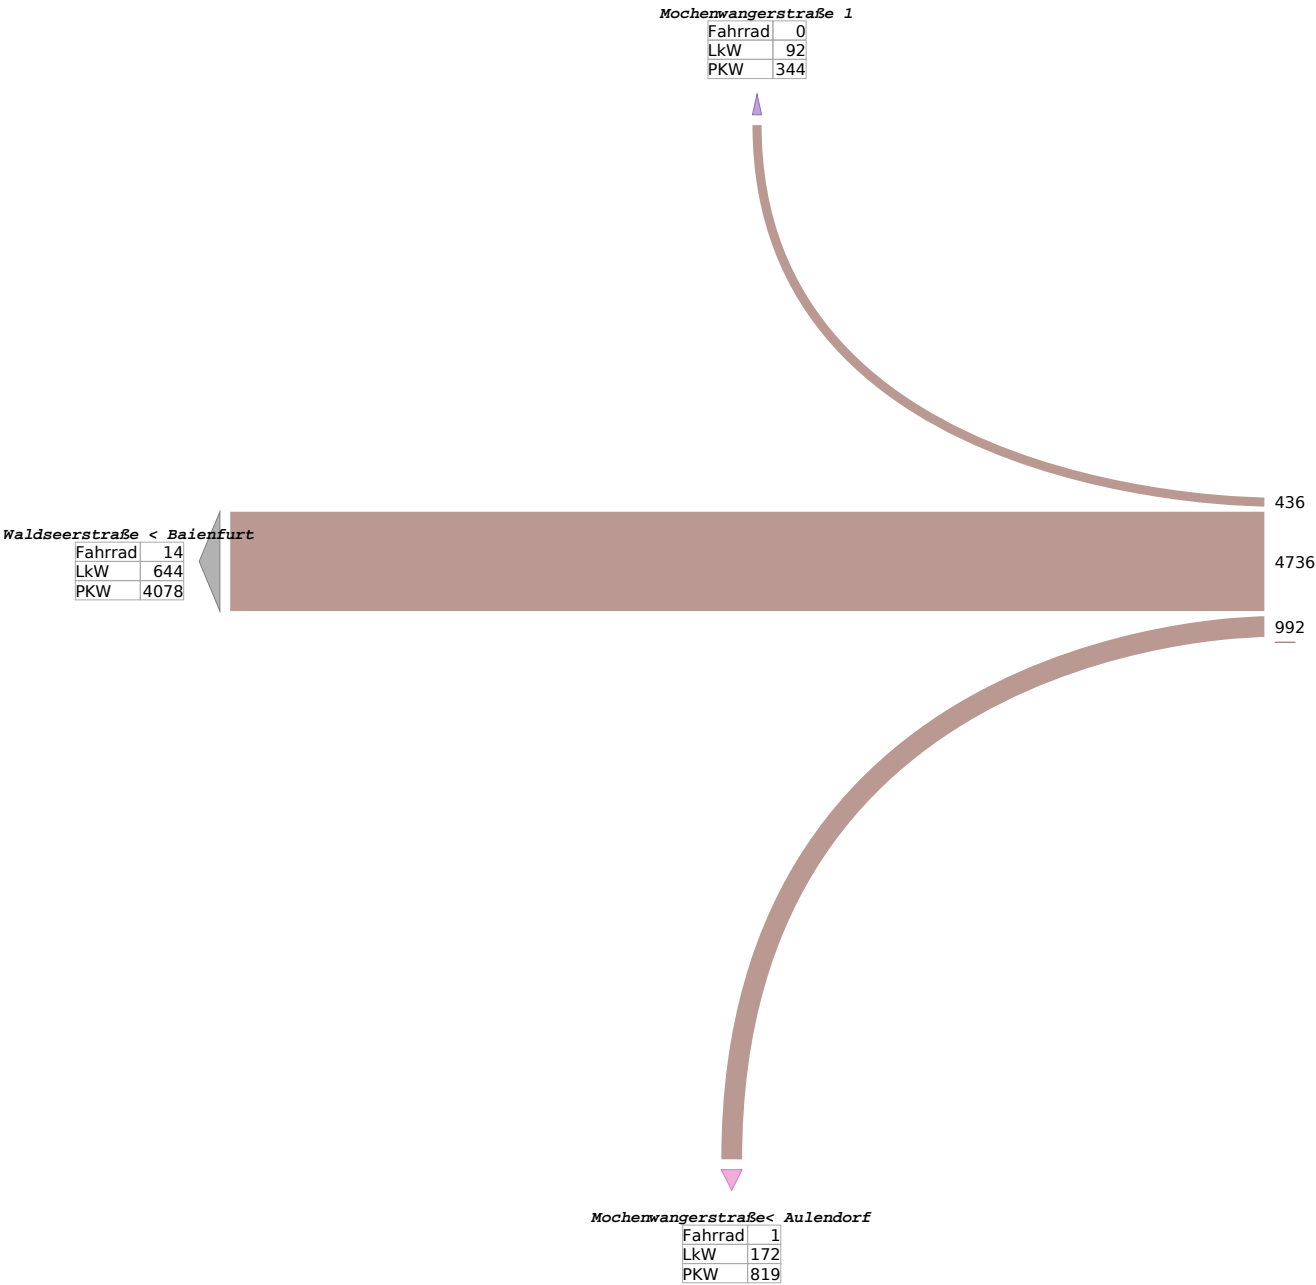 Mochenwangerstraße 1
Fahrrad 0
LkW 92
PKW 344
436
Waldseerstraße < Baienfurt
Fahrrad 14
LkW 644
PKW 4078
4736
992
Mochenwangerstraße< Aulendorf
Fahrrad 1
LkW 172
PKW 819